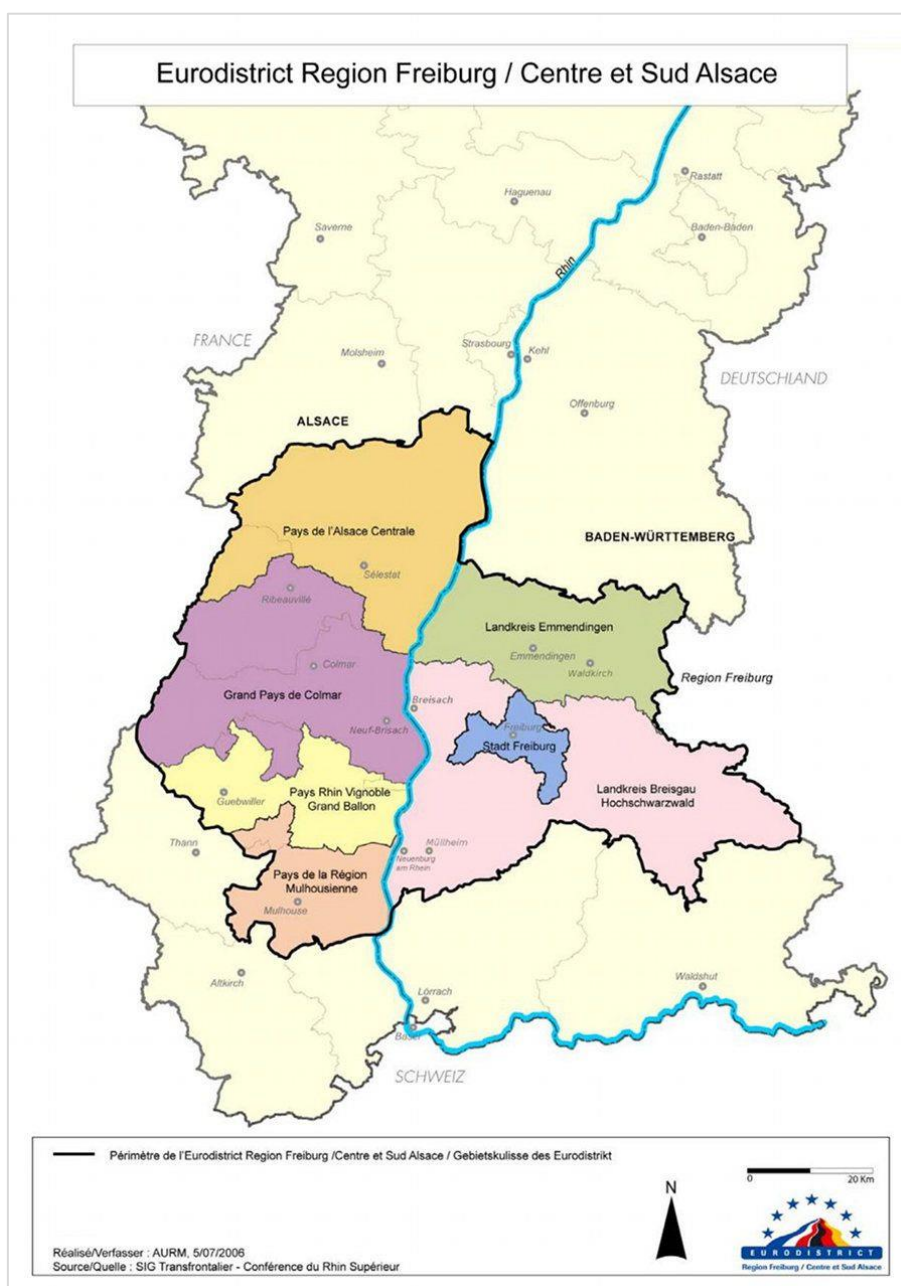 Eurodistrict Region Freiburg / Centre et Sud Alsace
Rastatt
Haguenau
Saverne
Baden-Baden
Rhin
FRANCE
Strasbourg
Kehl
Molsheim
DEUTSCHLAND
Offenburg
ALSACE
Pays de l'Alsace Centrale
BADEN-WÜRTTEMBERG
Sélestat
Ribeauvillé
Landkreis Emmendingen
Emmendingen
Waldkirch
Colmar
Region Freiburg
Grand Pays de Colmar
Breisach
Neuf-Brisach
Freiburg
Stadt Freiburg
Guebwiller
Pays Rhin Vignoble
Grand Ballon
Landkreis Breisgau
Hochschwarzwald
Thann
Neuenburg
am Rhein
Müllheim
Pays de la Région
Mulhousienne
Mulhouse
Altkirch
Lörrach
Waldshut
Basel
SCHWEIZ
Périmètre de l'Eurodistrict Region Freiburg /Centre et Sud Alsace / Gebietskulisse des Eurodistrikt
0 20 Km
N
Réalisé/Verfasser : AURM, 5/07/2006
Source/Quelle : SIG Transfrontalier - Conférence du Rhin Supérieur
EURODISTRICT
Region Freiburg / Centre et Sud Alsace